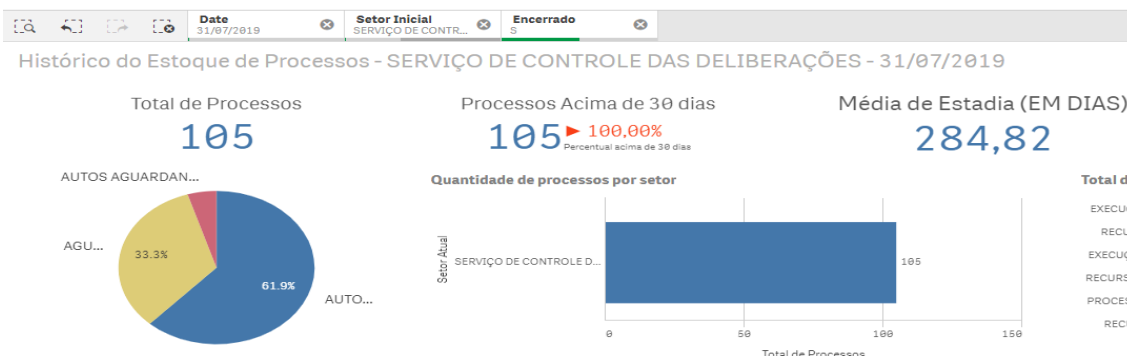 Date
31/07/2019
Setor Inicial
SERVIÇO DE CONTR...
Encerrado
S
Histórico do Estoque de Processos - SERVIÇO DE CONTROLE DAS DELIBERAÇÕES - 31/07/2019
Total de Processos
105
Processos Acima de 30 dias
105 ► 100,00%
Percentual acima de 30 dias
Média de Estadia (EM DIAS)
284,82
AUTOS AGUARDAN...
AGU...
33.3%
61.9%
AUTO...
Quantidade de processos por setor
Setor Atual
SERVIÇO DE CONTROLE D...
105
0 50 100 150
Total de Processos
Total d
EXECU
RECU
EXECUÇ
RECURS
PROCES
RECU